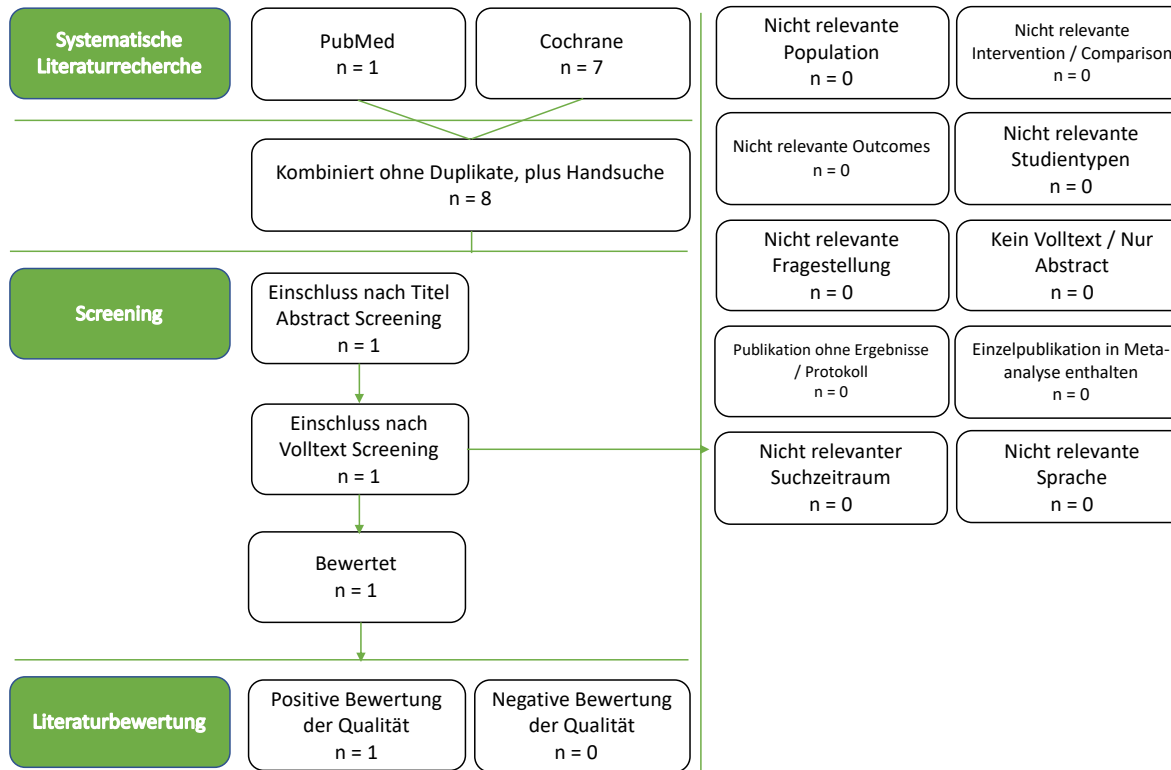 Systematische
Literaturrecherche
PubMed
n = 1
Cochrane
n = 7
Kombiniert ohne Duplikate, plus Handsuche
n = 8
Screening
Einschluss nach Titel
Abstract Screening
n = 1
Einschluss nach
Volltext Screening
n = 1
Bewertet
n = 1
Literaturbewertung
Positive Bewertung
der Qualität
n = 1
Negative Bewertung
der Qualität
n = 0
Nicht relevante
Population
n = 0
Nicht relevante
Intervention / Comparison
n = 0
Nicht relevante Outcomes
n = 0
Nicht relevante
Studientypen
n = 0
Nicht relevante
Fragestellung
n = 0
Kein Volltext / Nur
Abstract
n = 0
Publikation ohne Ergebnisse
/ Protokoll
n = 0
Einzelpublikation in Meta-
analyse enthalten
n = 0
Nicht relevanter
Suchzeitraum
n = 0
Nicht relevante
Sprache
n = 0